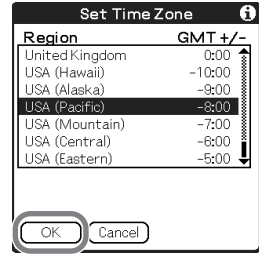 Set Time Zone i
Region GMT +/-
United Kingdom 0:00
USA (Hawaii) -10:00
USA (Alaska) -9:00
USA (Pacific) -8:00
USA (Mountain) -7:00
USA (Central) -6:00
USA (Eastern) -5:00
OK Cancel